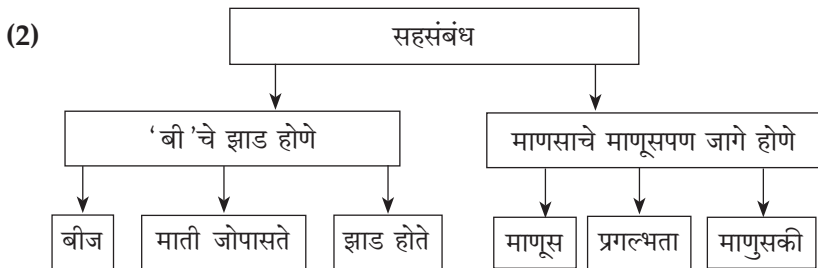 (2) सहसंबंध
'बी'चे झाड होणे माणसाचे माणूसपण जागे होणे
बीज माती जोपासते झाड होते माणूस प्रगल्भता माणुसकी